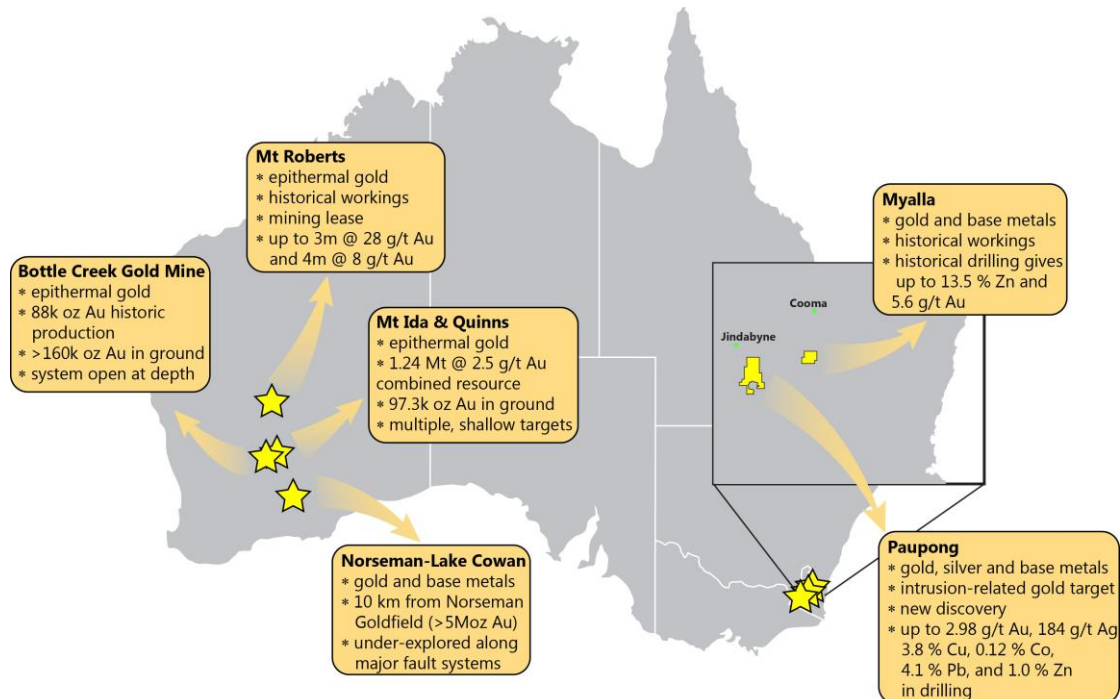 Mt Roberts
* epithermal gold
* historical workings
* mining lease
* up to 3m @ 28 g/t Au
and 4m @ 8 g/t Au
Bottle Creek Gold Mine
* epithermal gold
* 88k oz Au historic
production
* >160k oz Au in ground
* system open at depth
Mt Ida & Quinns
* epithermal gold
* 1.24 Mt @ 2.5 g/t Au
combined resource
* 97.3k oz Au in ground
* multiple, shallow targets
Norseman-Lake Cowan
* gold and base metals
* 10 km from Norseman
Goldfield (>5Moz Au)
* under-explored along
major fault systems
Myalla
* gold and base metals
* historical workings
* historical drilling gives
up to 13.5 % Zn and
5.6 g/t Au
Cooma
Jindabyne
Paupong
* gold, silver and base metals
* intrusion-related gold target
* new discovery
* up to 2.98 g/t Au, 184 g/t Ag
3.8 % Cu, 0.12 % Co,
4.1 % Pb, and 1.0 % Zn
in drilling